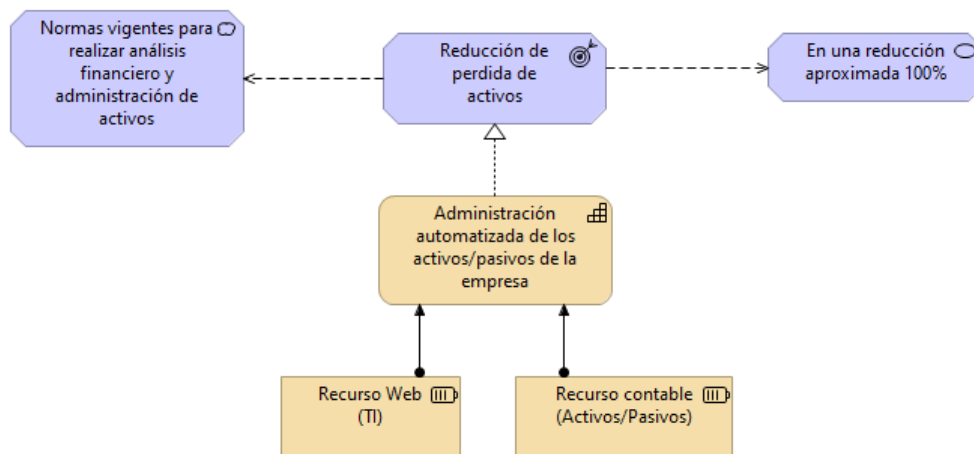 Normas vigentes para
realizar análisis
financiero y
administración de
activos
Reducción de
perdida de
activos
En una reducción
aproximada 100%
Administración
automatizada de los
activos/pasivos de la
empresa
Recurso Web
(TI)
Recurso contable
(Activos/Pasivos)